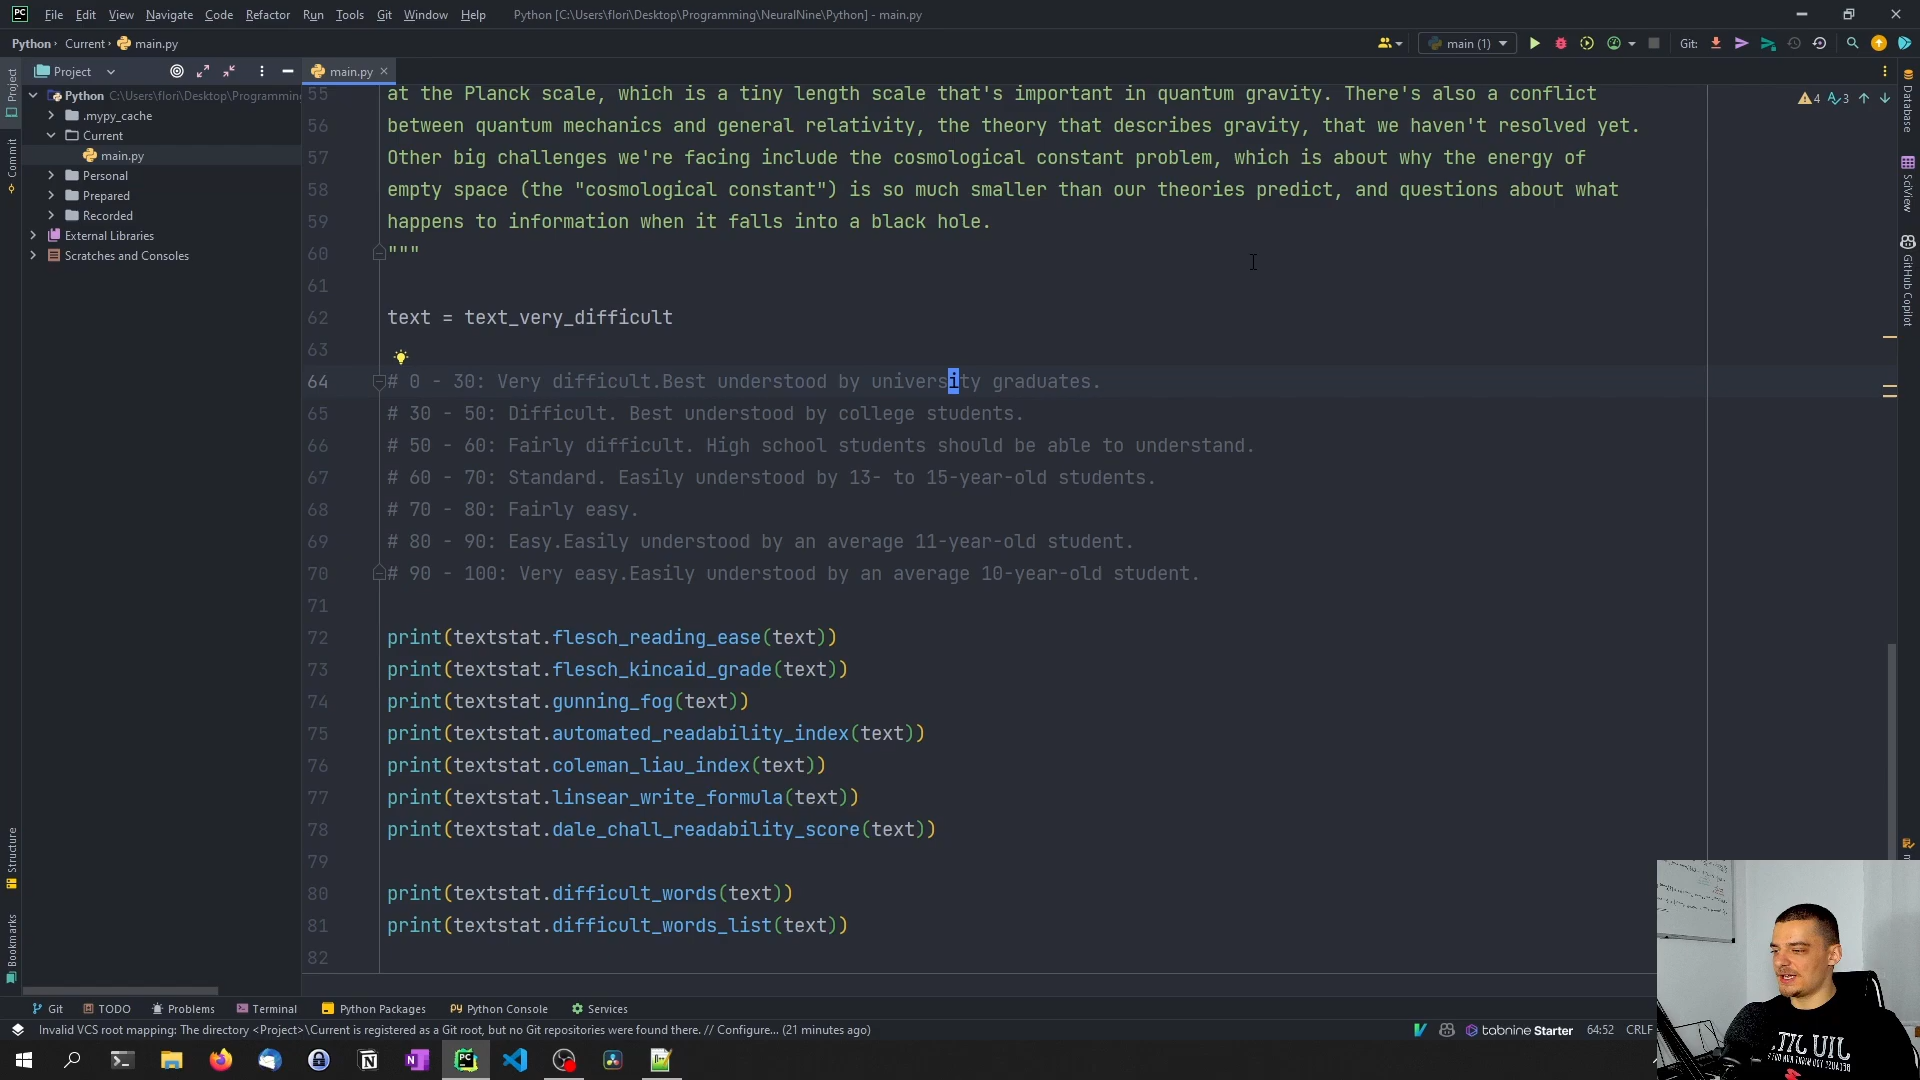 File Edit View Navigate Code Refactor Run Tools Git Window Help Python [C:\Users\flori\Desktop\Programming\NeuralNine\Python] - main.py
Python Current main.py main (1) Git:
Project main.py
Python C:\Users\flori\Desktop\Programming
.mypy_cache
Current
main.py
Personal
Prepared
Recorded
External Libraries
Scratches and Consoles
Project
Commit
Structure
Bookmarks
4 3
55 at the Planck scale, which is a tiny length scale that's important in quantum gravity. There's also a conflict
56 between quantum mechanics and general relativity, the theory that describes gravity, that we haven't resolved yet.
57 Other big challenges we're facing include the cosmological constant problem, which is about why the energy of
58 empty space (the "cosmological constant") is so much smaller than our theories predict, and questions about what
59 happens to information when it falls into a black hole.
60 """
61
62 text = text_very_difficult
63
64 # 0 - 30: Very difficult.Best understood by university graduates.
65 # 30 - 50: Difficult. Best understood by college students.
66 # 50 - 60: Fairly difficult. High school students should be able to understand.
67 # 60 - 70: Standard. Easily understood by 13- to 15-year-old students.
68 # 70 - 80: Fairly easy.
69 # 80 - 90: Easy.Easily understood by an average 11-year-old student.
70 # 90 - 100: Very easy.Easily understood by an average 10-year-old student.
71
72 print(textstat.flesch_reading_ease(text))
73 print(textstat.flesch_kincaid_grade(text))
74 print(textstat.gunning_fog(text))
75 print(textstat.automated_readability_index(text))
76 print(textstat.coleman_liau_index(text))
77 print(textstat.linsear_write_formula(text))
78 print(textstat.dale_chall_readability_score(text))
79
80 print(textstat.difficult_words(text))
81 print(textstat.difficult_words_list(text))
82
Database
SciView
GitHub Copilot
Git TODO Problems Terminal Python Packages Python Console Services
Invalid VCS root mapping: The directory <Project>\Current is registered as a Git root, but no Git repositories were found there. // Configure... (21 minutes ago) tabnine Starter 64:52 CRLF